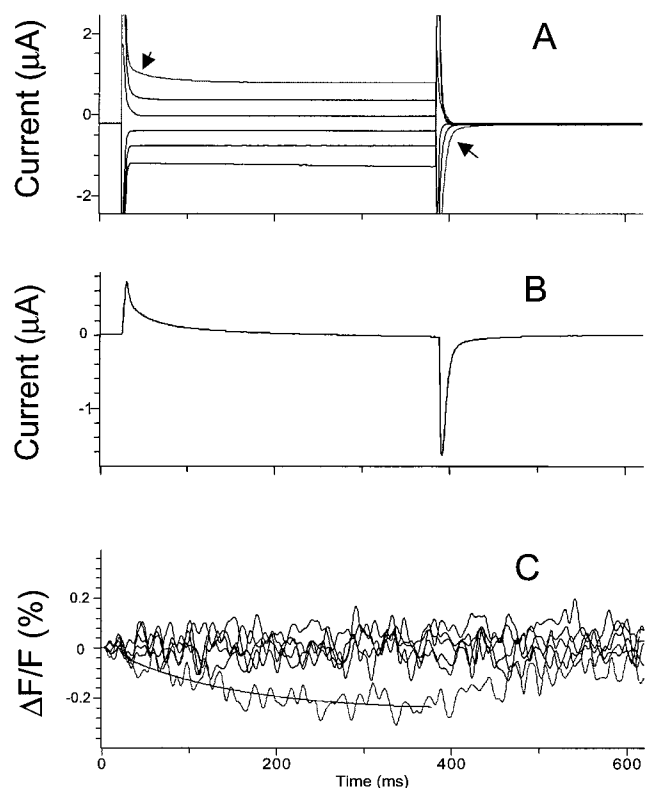 A
Current (μA)
2
0
-2
B
Current (μA)
0
-1
C
ΔF/F (%)
0.2
0
-0.2
0 200 400 600
Time (ms)